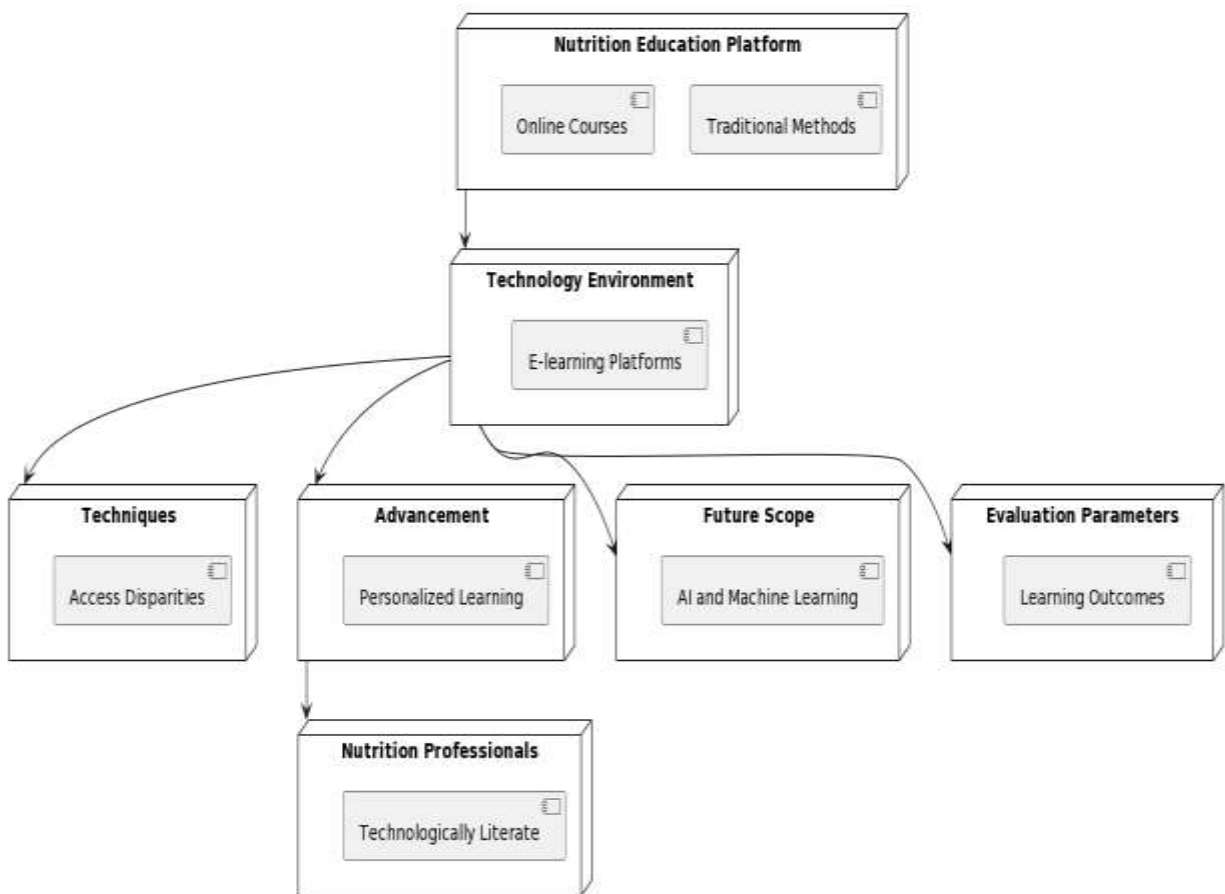 Nutrition Education Platform
Online Courses
Traditional Methods
Technology Environment
E-learning Platforms
Techniques
Access Disparities
Advancement
Personalized Learning
Future Scope
AI and Machine Learning
Evaluation Parameters
Learning Outcomes
Nutrition Professionals
Technologically Literate